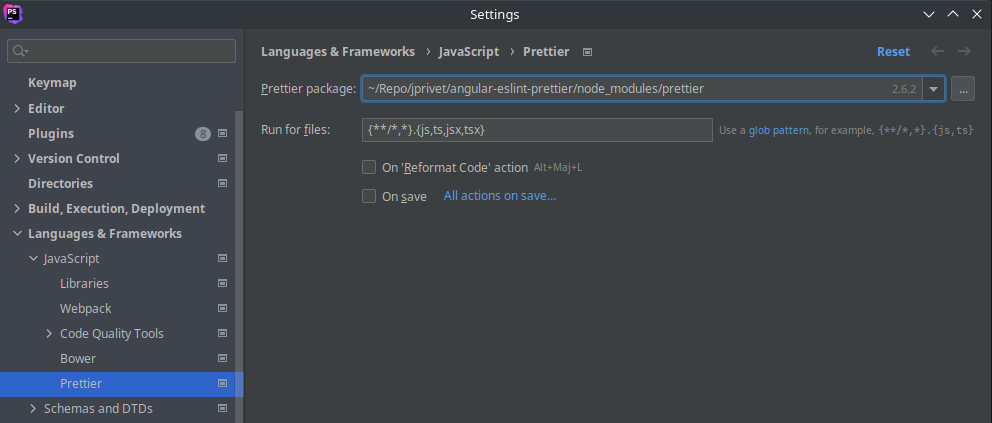 PS
Settings
Languages & Frameworks › JavaScript › Prettier Reset
Keymap
Editor
Plugins 8
Version Control
Directories
Build, Execution, Deployment
Languages & Frameworks
JavaScript
Libraries
Webpack
Code Quality Tools
Bower
Prettier
Schemas and DTDs
Prettier package: ~/Repo/jprivet/angular-eslint-prettier/node_modules/prettier 2.6.2 ...
Run for files: {**/*,*}.{js,ts,jsx,tsx} Use a glob pattern, for example, {**/*,*}.{js,ts}
On 'Reformat Code' action Alt+Maj+L
On save All actions on save...